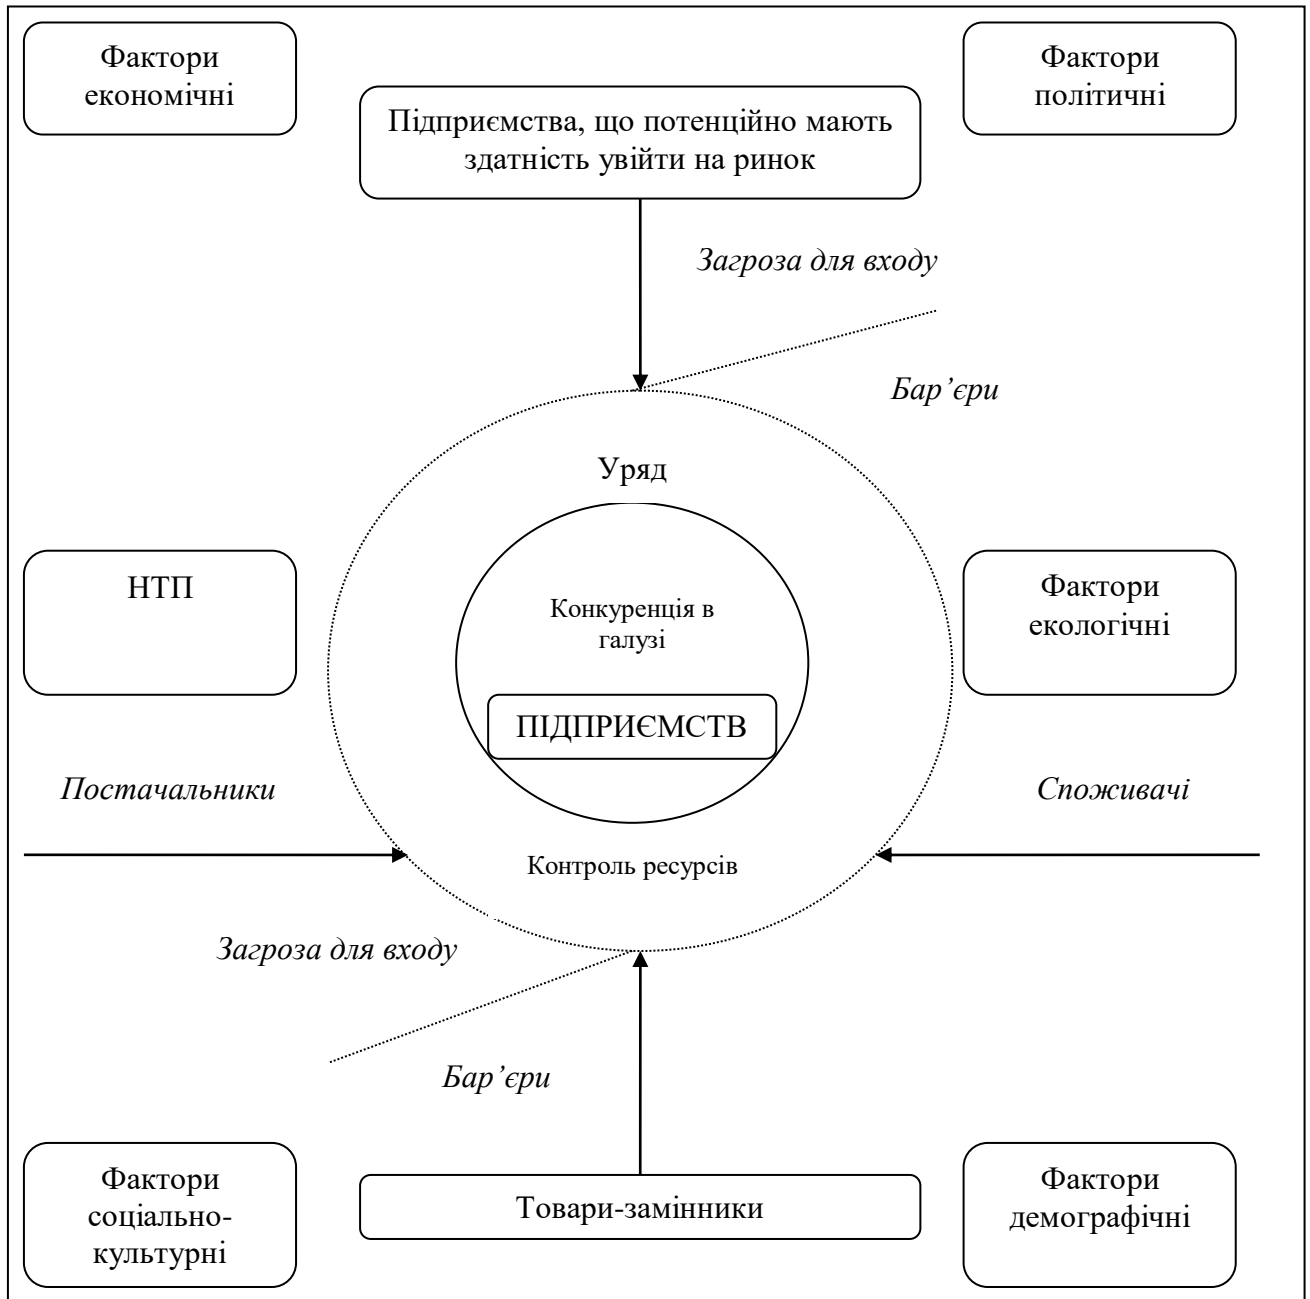 Фактори
економічні
Фактори
політичні
Підприємства, що потенційно мають
здатність увійти на ринок
Загроза для входу
Бар’єри
Уряд
НТП
Конкуренція в
галузі
Фактори
екологічні
ПІДПРИЄМСТВ
Постачальники
Споживачі
Контроль ресурсів
Загроза для входу
Бар’єри
Фактори
соціально-
культурні
Товари-замінники
Фактори
демографічні